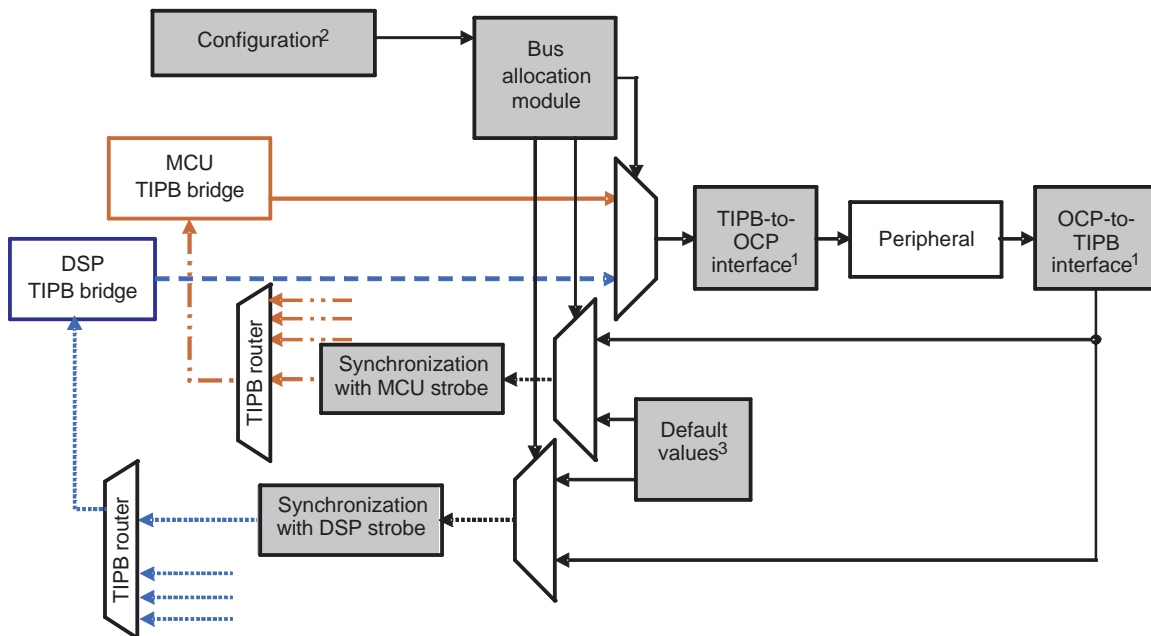 Configuration²
Bus
allocation
module
MCU
TIPB bridge
DSP
TIPB bridge
TIPB-to-
OCP
interface¹
Peripheral
OCP-to-
TIPB
interface¹
TIPB router
Synchronization
with MCU strobe
Default
values³
TIPB router
Synchronization
with DSP strobe